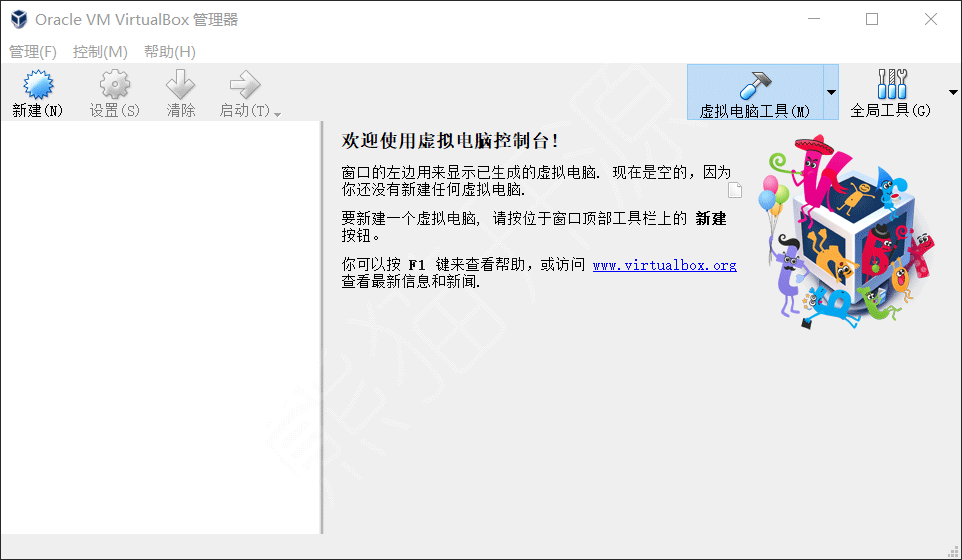 Oracle VM VirtualBox 管理器
管理(F) 控制(M) 帮助(H)
新建(N) 设置(S) 清除 启动(T) 虚拟电脑工具(M) 全局工具(G)
欢迎使用虚拟电脑控制台!
窗口的左边用来显示已生成的虚拟电脑. 现在是空的，因为
你还没有新建任何虚拟电脑.
要新建一个虚拟电脑, 请按位于窗口顶部工具栏上的 新建
按钮。
你可以按 F1 键来查看帮助，或访问 www.virtualbox.org
查看最新信息和新闻.